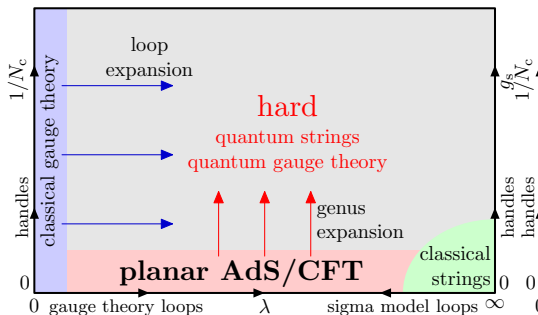 1/N_c
handles
0
classical gauge theory
loop
expansion
hard
quantum strings
quantum gauge theory
genus
expansion
planar AdS/CFT
classical
strings
g_s
handles
0
1/N_c
handles
0
0
gauge theory loops
λ
sigma model loops
∞